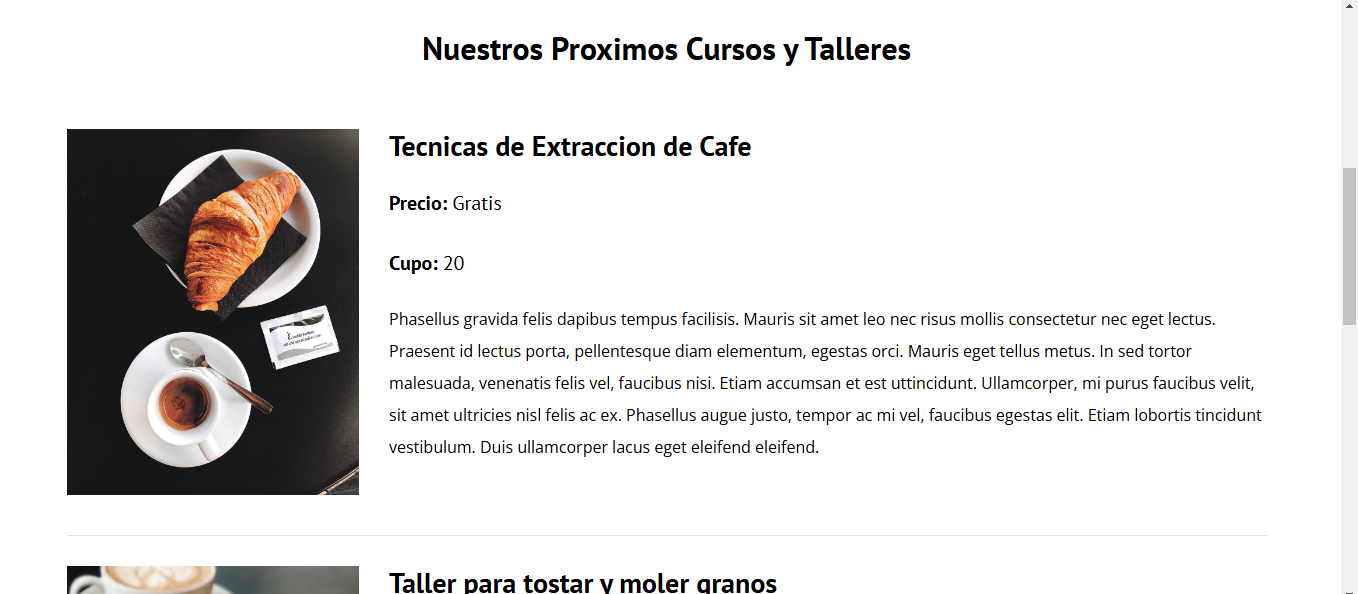 Nuestros Proximos Cursos y Talleres
Tecnicas de Extraccion de Cafe
Precio: Gratis
Cupo: 20
Phasellus gravida felis dapibus tempus facilisis. Mauris sit amet leo nec risus mollis consectetur nec eget lectus.
Praesent id lectus porta, pellentesque diam elementum, egestas orci. Mauris eget tellus metus. In sed tortor
malesuada, venenatis felis vel, faucibus nisi. Etiam accumsan et est uttincidunt. Ullamcorper, mi purus faucibus velit,
sit amet ultricies nisl felis ac ex. Phasellus augue justo, tempor ac mi vel, faucibus egestas elit. Etiam lobortis tincidunt
vestibulum. Duis ullamcorper lacus eget eleifend eleifend.
Taller para tostar y moler granos